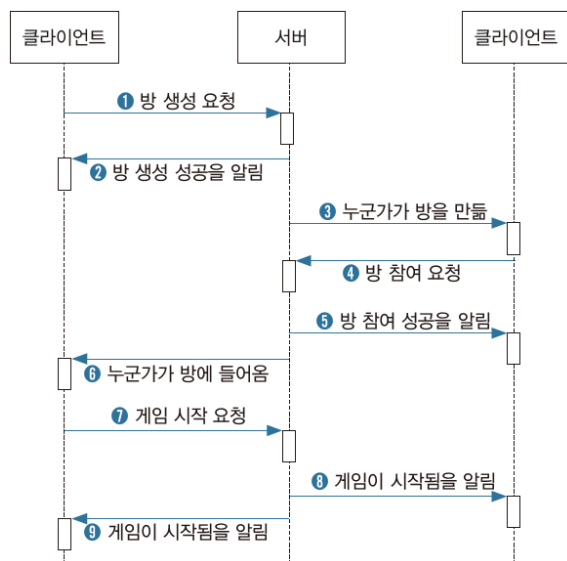 클라이언트
서버
클라이언트
❶ 방 생성 요청
❷ 방 생성 성공을 알림
❸ 누군가가 방을 만듦
❹ 방 참여 요청
❺ 방 참여 성공을 알림
❻ 누군가가 방에 들어옴
❼ 게임 시작 요청
❽ 게임이 시작됨을 알림
❾ 게임이 시작됨을 알림